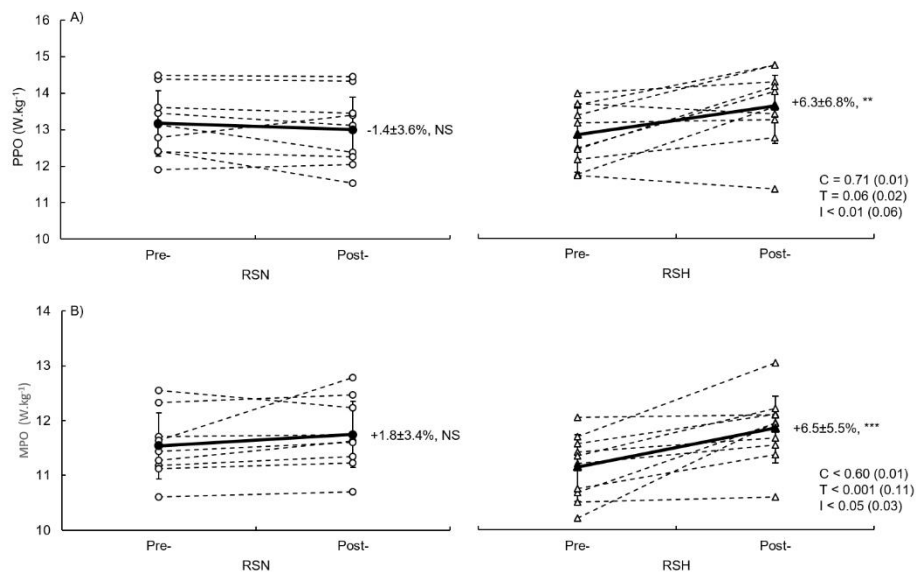 A)
16
15
14
13
12
11
10
PPO (W.kg⁻¹)
-1.4±3.6%, NS
+6.3±6.8%, **
C = 0.71 (0.01)
T = 0.06 (0.02)
I < 0.01 (0.06)
Pre-
Post-
Pre-
Post-
RSN
RSH
B)
14
13
12
11
10
MPO (W.kg⁻¹)
+1.8±3.4%, NS
+6.5±5.5%, ***
C < 0.60 (0.01)
T < 0.001 (0.11)
I < 0.05 (0.03)
Pre-
Post-
Pre-
Post-
RSN
RSH